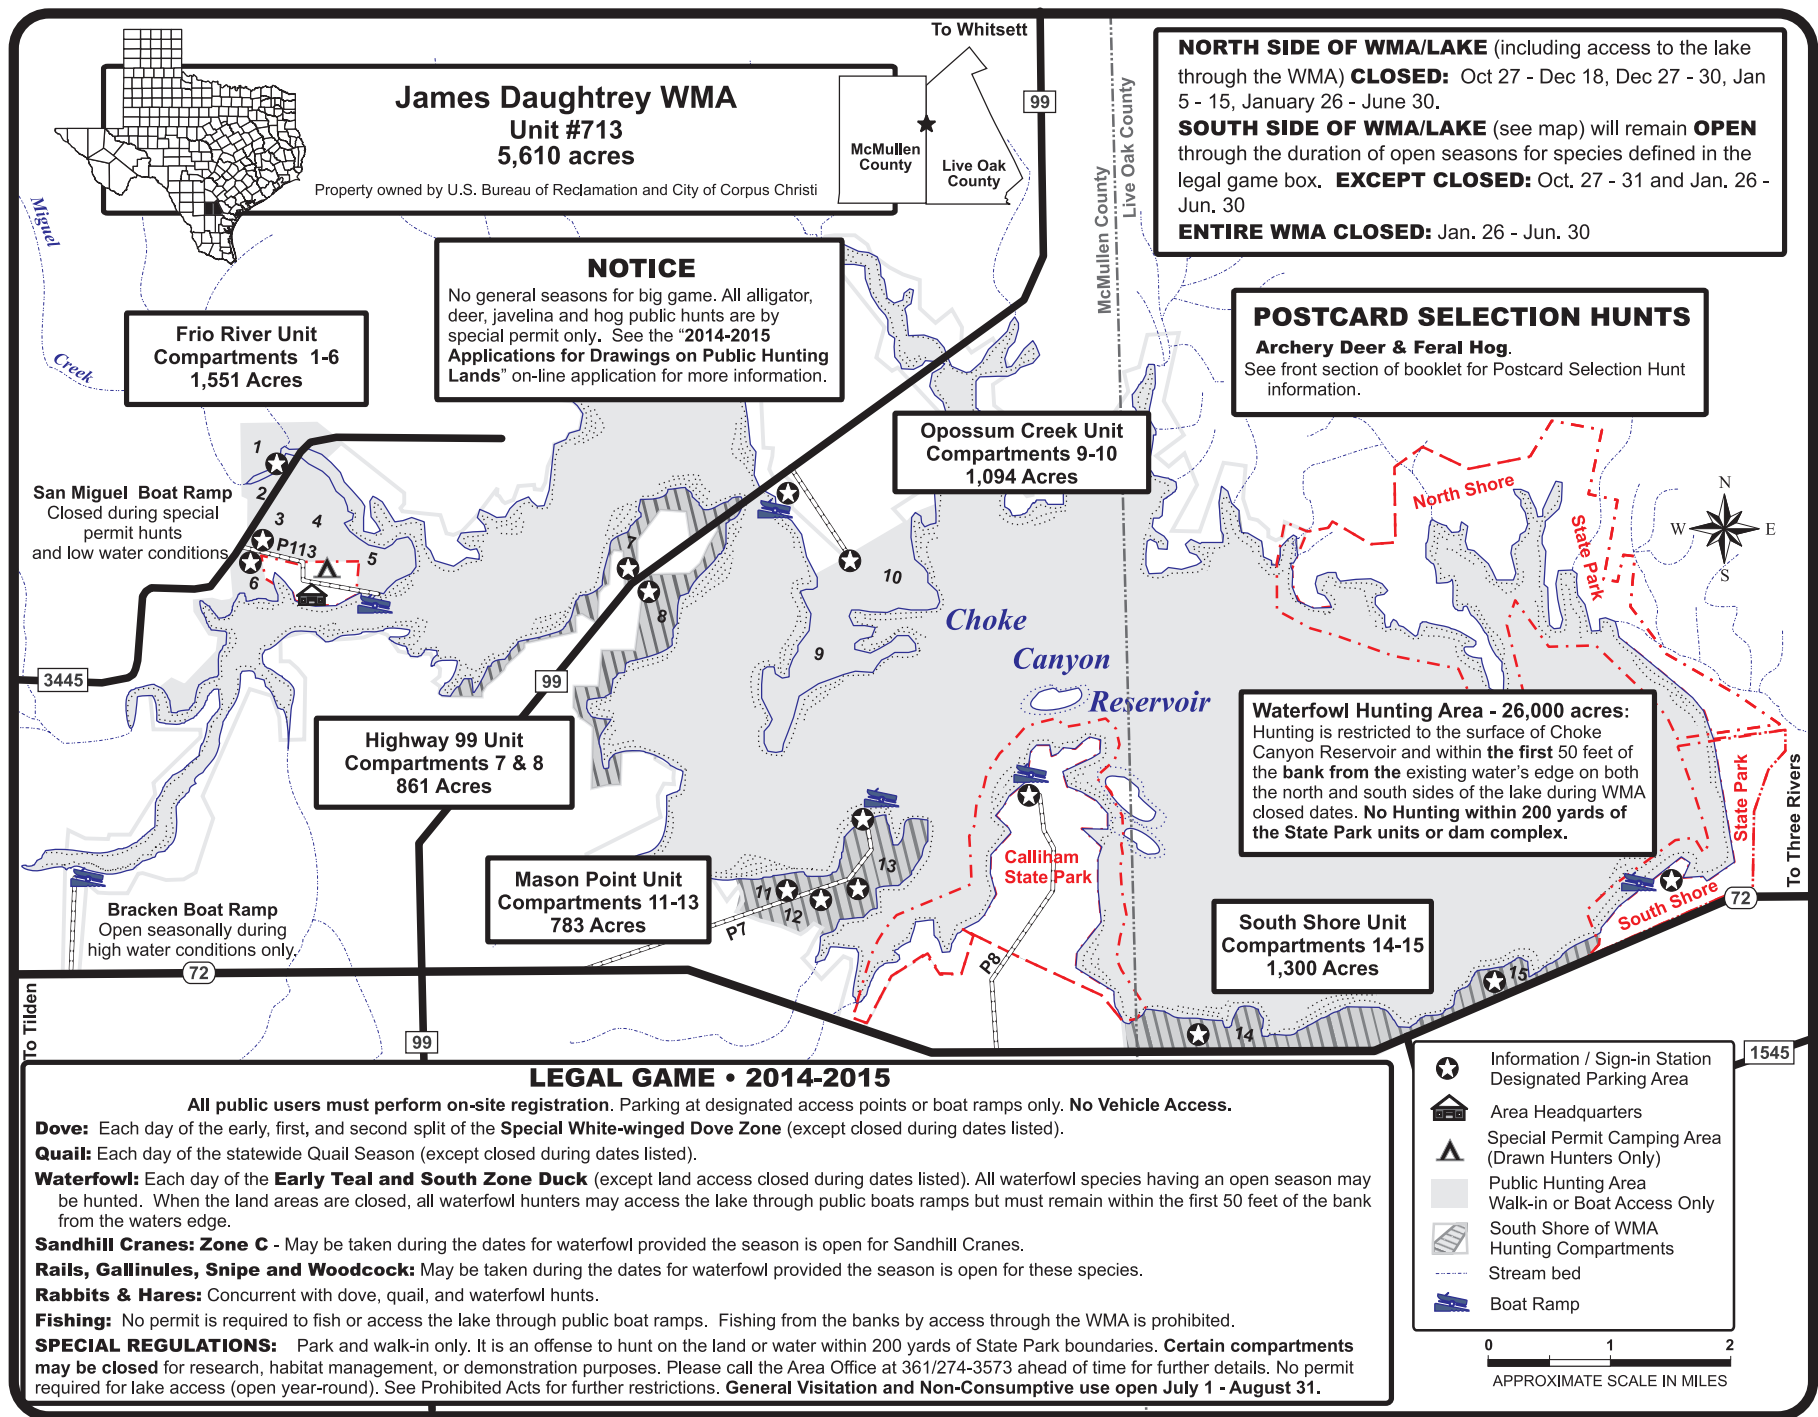 James Daughtrey WMA
Unit #713
5,610 acres
Property owned by U.S. Bureau of Reclamation and City of Corpus Christi
McMullen
County
Live Oak
County
To Whitsett
99
McMullen County
Live Oak County
NORTH SIDE OF WMA/LAKE (including access to the lake
through the WMA) CLOSED: Oct 27 - Dec 18, Dec 27 - 30, Jan
5 - 15, January 26 - June 30.
SOUTH SIDE OF WMA/LAKE (see map) will remain OPEN
through the duration of open seasons for species defined in the
legal game box. EXCEPT CLOSED: Oct. 27 - 31 and Jan. 26 -
Jun. 30
ENTIRE WMA CLOSED: Jan. 26 - Jun. 30
Miguel
Creek
NOTICE
No general seasons for big game. All alligator,
deer, javelina and hog public hunts are by
special permit only. See the “2014-2015
Applications for Drawings on Public Hunting
Lands” on-line application for more information.
POSTCARD SELECTION HUNTS
Archery Deer & Feral Hog.
See front section of booklet for Postcard Selection Hunt
information.
Frio River Unit
Compartments 1-6
1,551 Acres
Opossum Creek Unit
Compartments 9-10
1,094 Acres
San Miguel Boat Ramp
Closed during special
permit hunts
and low water conditions
1
2
3
4
5
6
P113
7
8
9
10
North Shore
State Park
N
W
E
S
McMullen County
3445
99
Choke
Canyon
Reservoir
Highway 99 Unit
Compartments 7 & 8
861 Acres
Waterfowl Hunting Area - 26,000 acres:
Hunting is restricted to the surface of Choke
Canyon Reservoir and within the first 50 feet of
the bank from the existing water’s edge on both
the north and south sides of the lake during WMA
closed dates. No Hunting within 200 yards of
the State Park units or dam complex.
State Park
To Three Rivers
Calliham
State Park
Mason Point Unit
Compartments 11-13
783 Acres
11
12
13
P7
P8
South Shore
72
Bracken Boat Ramp
Open seasonally during
high water conditions only.
72
South Shore Unit
Compartments 14-15
1,300 Acres
14
15
To Tilden
99
1545
LEGAL GAME • 2014-2015
All public users must perform on-site registration. Parking at designated access points or boat ramps only. No Vehicle Access.
Dove: Each day of the early, first, and second split of the Special White-winged Dove Zone (except closed during dates listed).
Quail: Each day of the statewide Quail Season (except closed during dates listed).
Waterfowl: Each day of the Early Teal and South Zone Duck (except land access closed during dates listed). All waterfowl species having an open season may
be hunted. When the land areas are closed, all waterfowl hunters may access the lake through public boats ramps but must remain within the first 50 feet of the bank
from the waters edge.
Sandhill Cranes: Zone C - May be taken during the dates for waterfowl provided the season is open for Sandhill Cranes.
Rails, Gallinules, Snipe and Woodcock: May be taken during the dates for waterfowl provided the season is open for these species.
Rabbits & Hares: Concurrent with dove, quail, and waterfowl hunts.
Fishing: No permit is required to fish or access the lake through public boat ramps. Fishing from the banks by access through the WMA is prohibited.
SPECIAL REGULATIONS: Park and walk-in only. It is an offense to hunt on the land or water within 200 yards of State Park boundaries. Certain compartments
may be closed for research, habitat management, or demonstration purposes. Please call the Area Office at 361/274-3573 ahead of time for further details. No permit
required for lake access (open year-round). See Prohibited Acts for further restrictions. General Visitation and Non-Consumptive use open July 1 - August 31.
Information / Sign-in Station
Designated Parking Area
Area Headquarters
Special Permit Camping Area
(Drawn Hunters Only)
Public Hunting Area
Walk-in or Boat Access Only
South Shore of WMA
Hunting Compartments
Stream bed
Boat Ramp
0 1 2
APPROXIMATE SCALE IN MILES